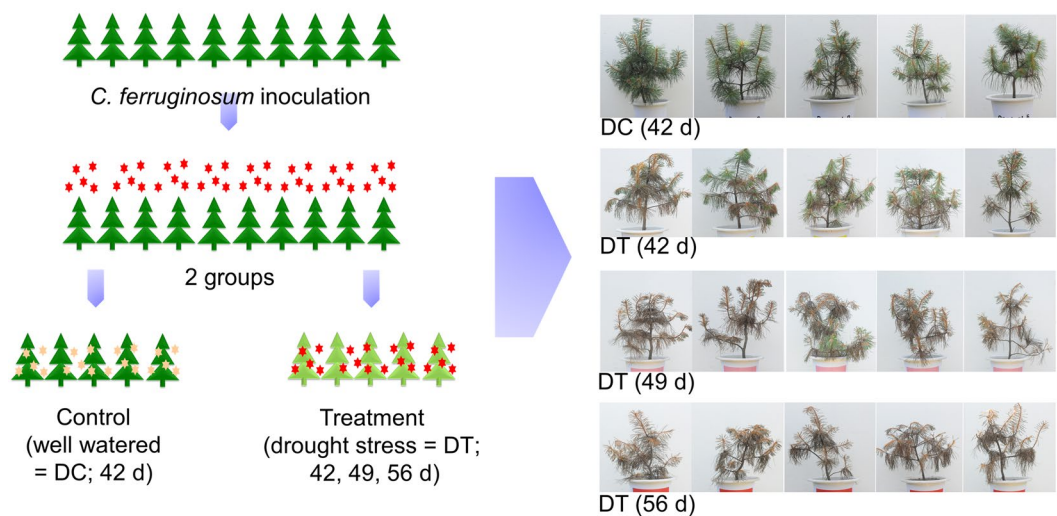 C. ferruginosum inoculation
2 groups
Control
(well watered
= DC; 42 d)
Treatment
(drought stress = DT;
42, 49, 56 d)
DC (42 d)
DT (42 d)
DT (49 d)
DT (56 d)